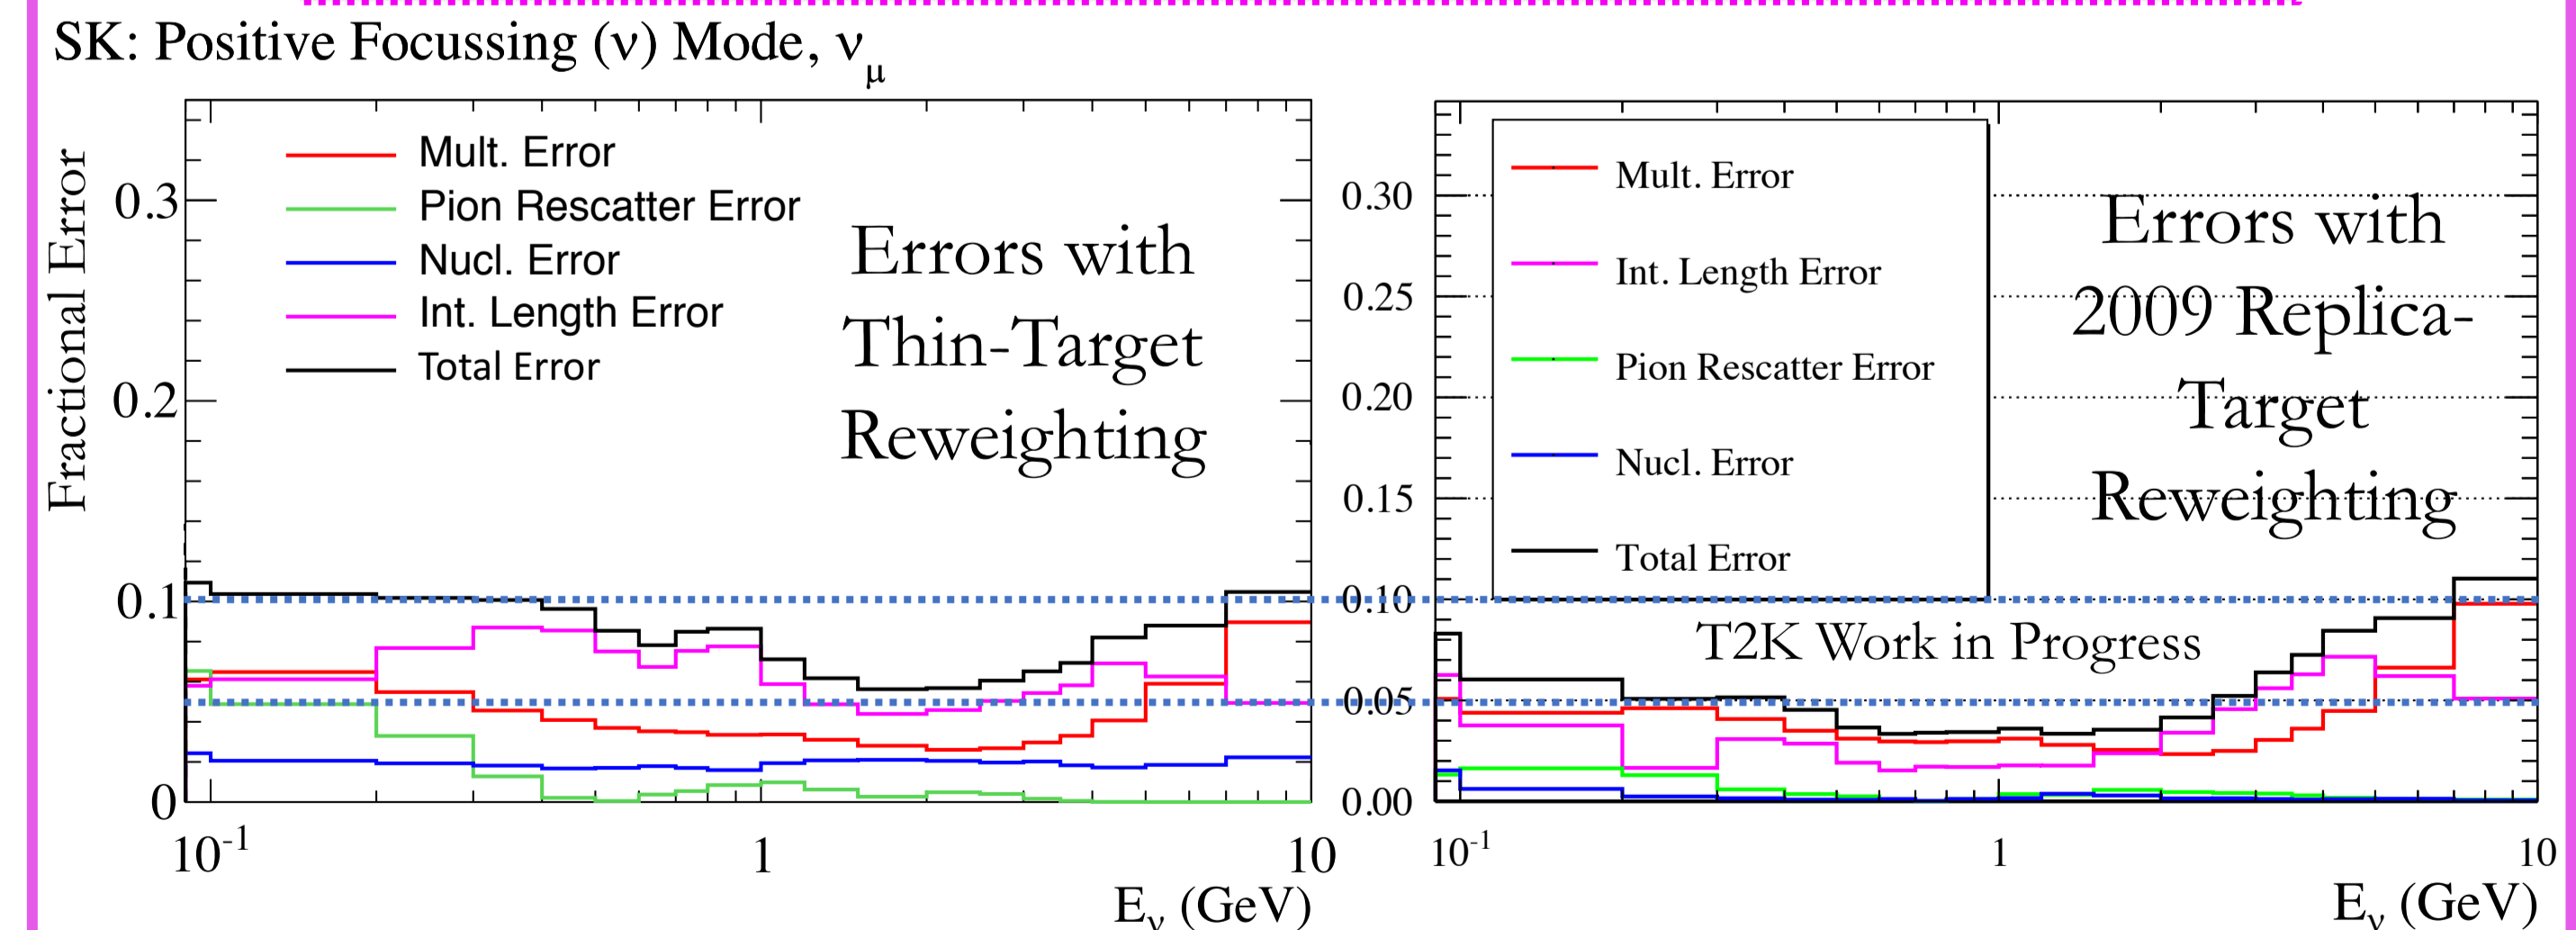 SK: Positive Focussing (ν) Mode, νμ
Fractional Error
0.3
0.2
0.1
0
Mult. Error
Pion Rescatter Error
Nucl. Error
Int. Length Error
Total Error
Errors with
Thin-Target
Reweighting
10-1
1
10
Eν (GeV)
0.30
0.25
0.20
0.15
0.10
0.05
0.00
Mult. Error
Int. Length Error
Pion Rescatter Error
Nucl. Error
Total Error
Errors with
2009 Replica-
Target
Reweighting
T2K Work in Progress
10-1
1
10
Eν (GeV)